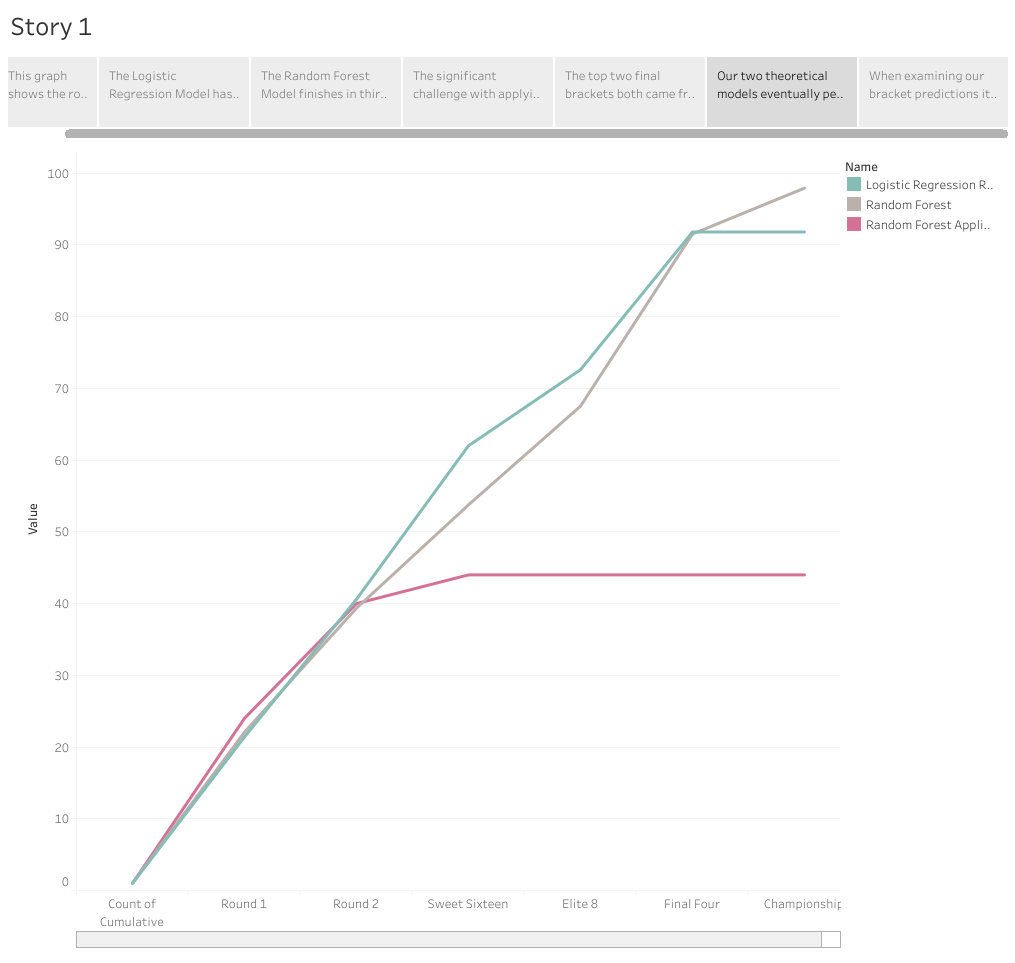 Story 1
This graph
shows the ro..
The Logistic
Regression Model has..
The Random Forest
Model finishes in thir..
The significant
challenge with applyi..
The top two final
brackets both came fr..
Our two theoretical
models eventually pe..
When examining our
bracket predictions it..
100
90
80
70
60
50
40
30
20
10
0
Value
Count of
Cumulative
Round 1
Round 2
Sweet Sixteen
Elite 8
Final Four
Championship
Name
Logistic Regression R..
Random Forest
Random Forest Appli..